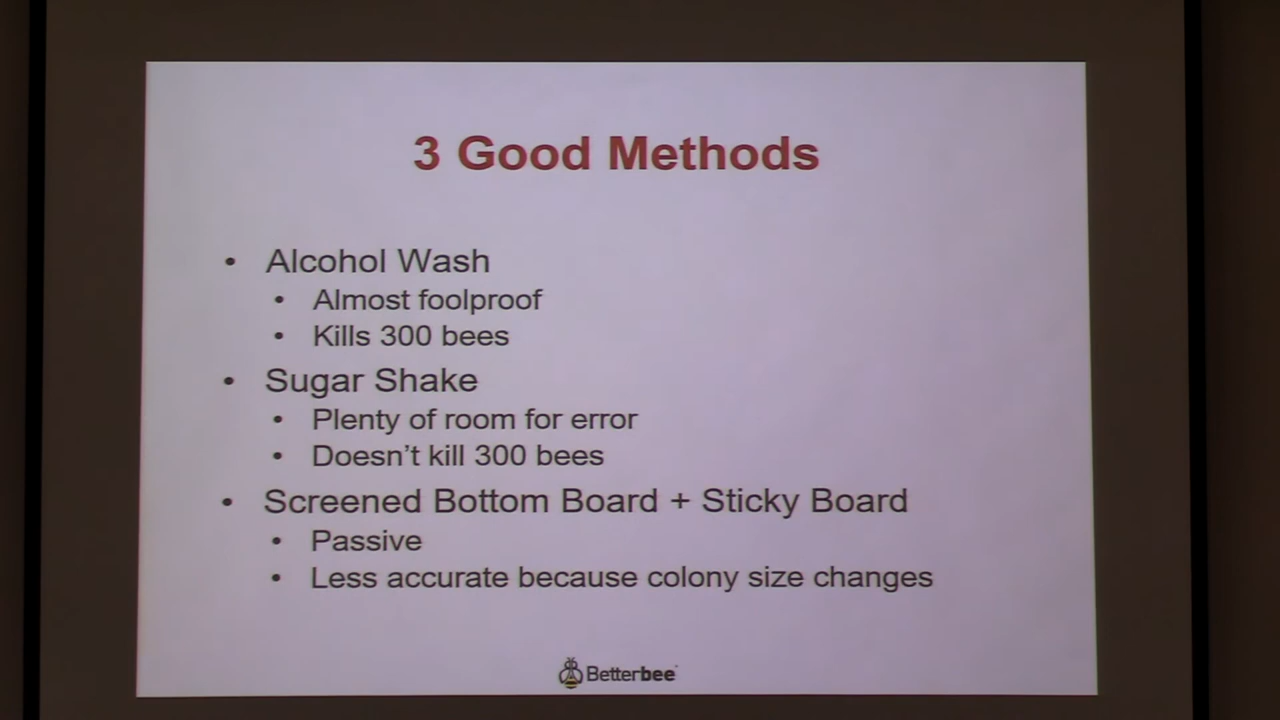 3 Good Methods
• Alcohol Wash
• Almost foolproof
• Kills 300 bees
• Sugar Shake
• Plenty of room for error
• Doesn't kill 300 bees
• Screened Bottom Board + Sticky Board
• Passive
• Less accurate because colony size changes
Betterbee